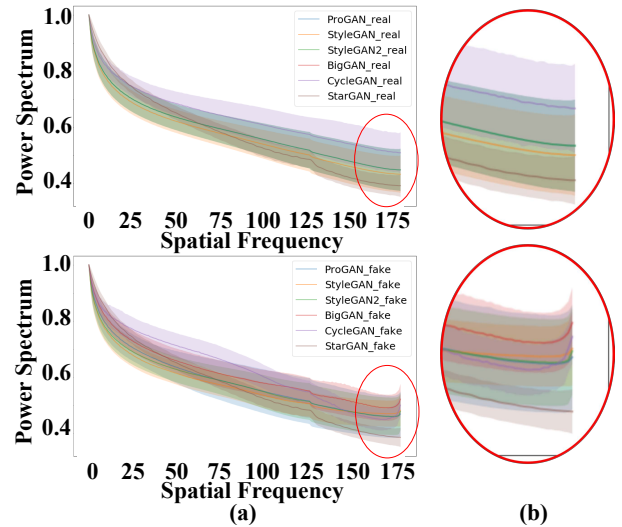 1.0
0.8
0.6
0.4
Power Spectrum
0 25 50 75 100 125 150 175
Spatial Frequency
ProGAN_real
StyleGAN_real
StyleGAN2_real
BigGAN_real
CycleGAN_real
StarGAN_real
1.0
0.8
0.6
0.4
Power Spectrum
0 25 50 75 100 125 150 175
Spatial Frequency
ProGAN_fake
StyleGAN_fake
StyleGAN2_fake
BigGAN_fake
CycleGAN_fake
StarGAN_fake
(a) (b)